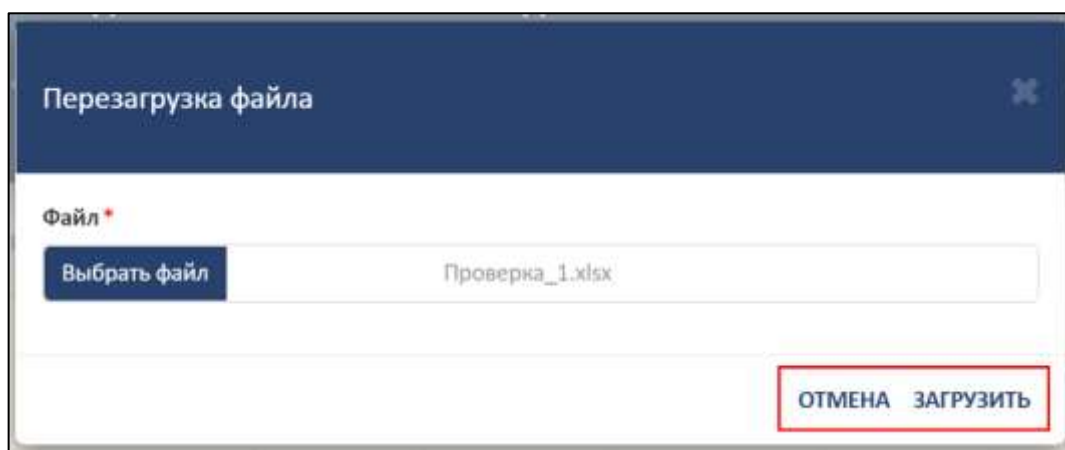 Перезагрузка файла
Файл *
Выбрать файл Проверка_1.xlsx
ОТМЕНА ЗАГРУЗИТЬ